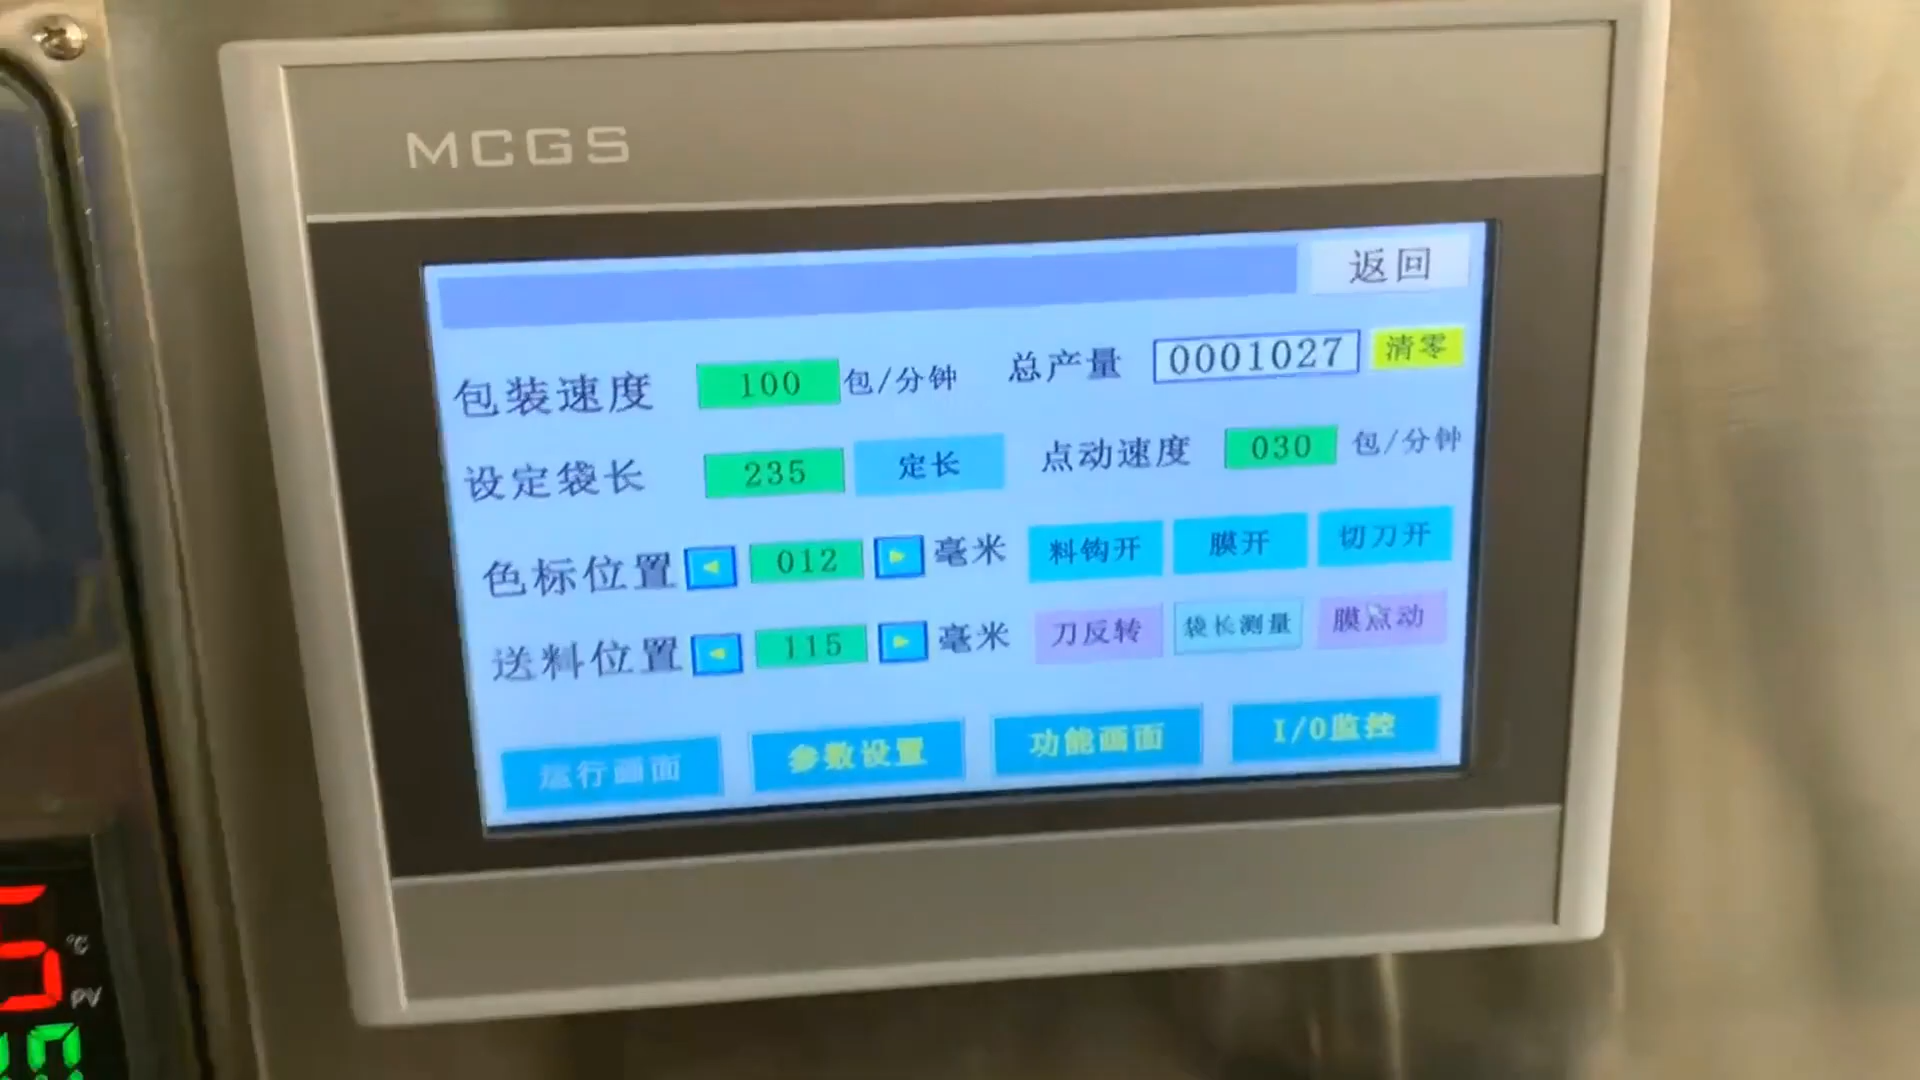 MCGS
返回
包装速度 100 包/分钟 总产量 0001027 清零
设定袋长 235 定长 点动速度 030 包/分钟
色标位置 012 毫米 料钩开 膜开 切刀开
送料位置 115 毫米 刀反转 袋长测量 膜点动
运行画面 参数设置 功能画面 I/O监控
5 °C
PV